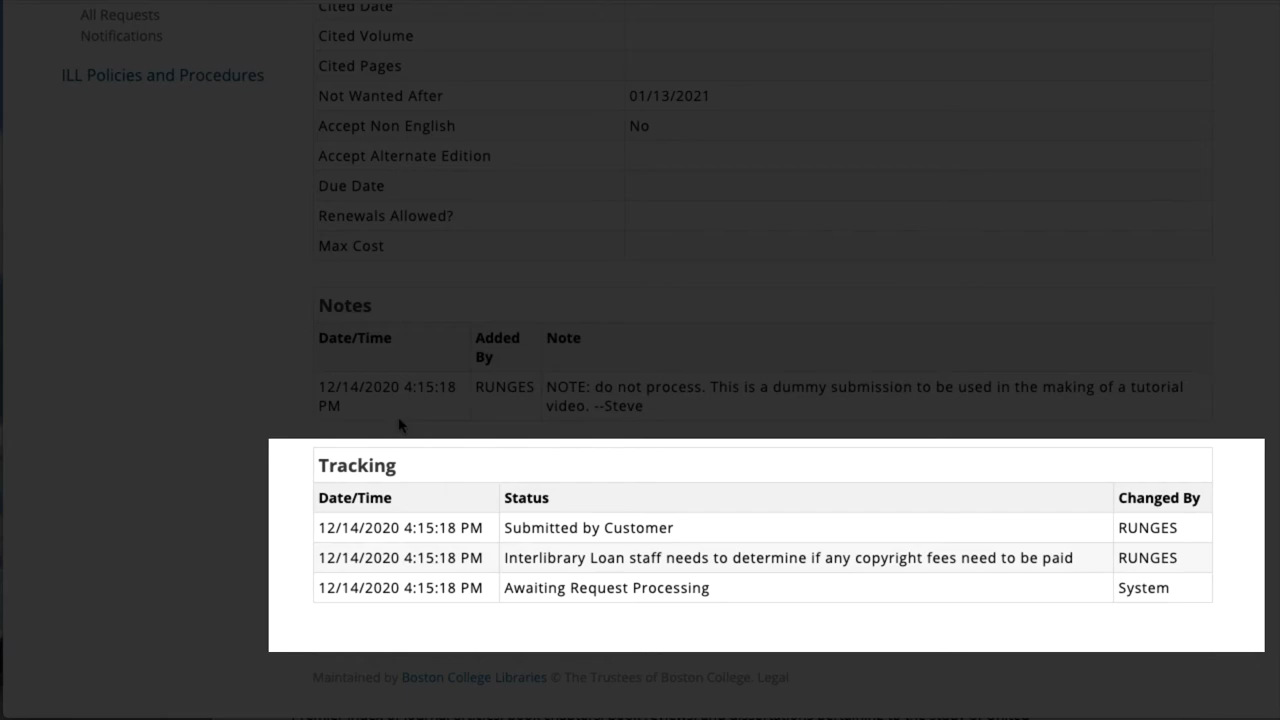 All Requests
Notifications
ILL Policies and Procedures
Cited Date
Cited Volume
Cited Pages
Not Wanted After 01/13/2021
Accept Non English No
Accept Alternate Edition
Due Date
Renewals Allowed?
Max Cost
Notes
Date/Time Added By Note
12/14/2020 4:15:18 PM RUNGES NOTE: do not process. This is a dummy submission to be used in the making of a tutorial
video. --Steve
Tracking
Date/Time Status Changed By
12/14/2020 4:15:18 PM Submitted by Customer RUNGES
12/14/2020 4:15:18 PM Interlibrary Loan staff needs to determine if any copyright fees need to be paid RUNGES
12/14/2020 4:15:18 PM Awaiting Request Processing System
Maintained by Boston College Libraries © The Trustees of Boston College. Legal